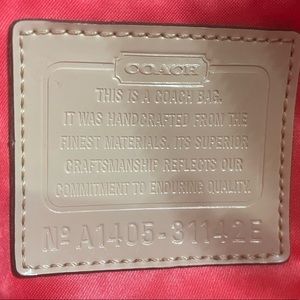 COACH
THIS IS A COACH BAG.
IT WAS HANDCRAFTED FROM THE
FINEST MATERIALS. ITS SUPERIOR
CRAFTSMANSHIP REFLECTS OUR
COMMITMENT TO ENDURING QUALITY.
Nº A1405-31142E